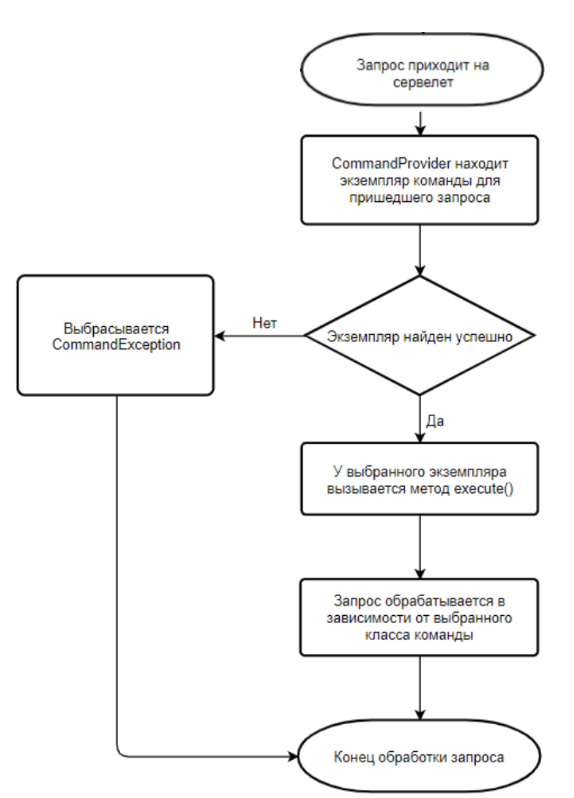 Запрос приходит на
сервелет
CommandProvider находит
экземпляр команды для
пришедшего запроса
Экземпляр найден успешно
Нет
Выбрасывается
CommandException
Да
У выбранного экземпляра
вызывается метод execute()
Запрос обрабатывается в
зависимости от выбранного
класса команды
Конец обработки запроса